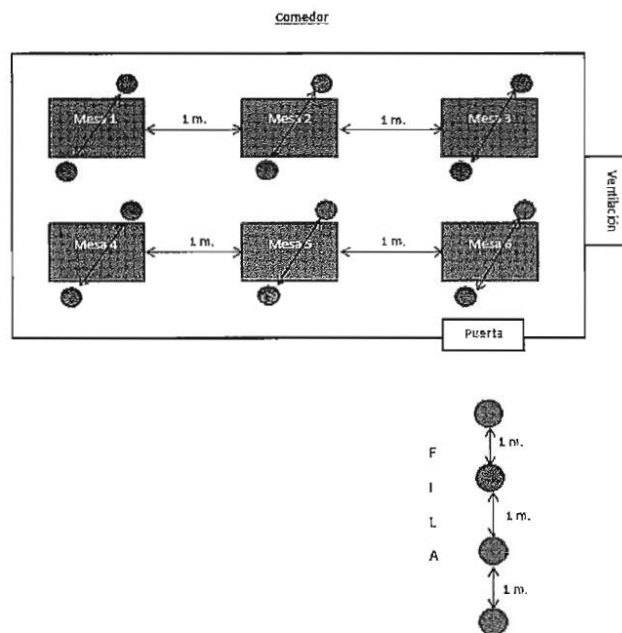 Comedor
Mesa 1
1 m.
Mesa 2
1 m.
Mesa 3
Ventilación
Mesa 4
1 m.
Mesa 5
1 m.
Mesa 6
Puerta
F
I
L
A
1 m.
1 m.
1 m.